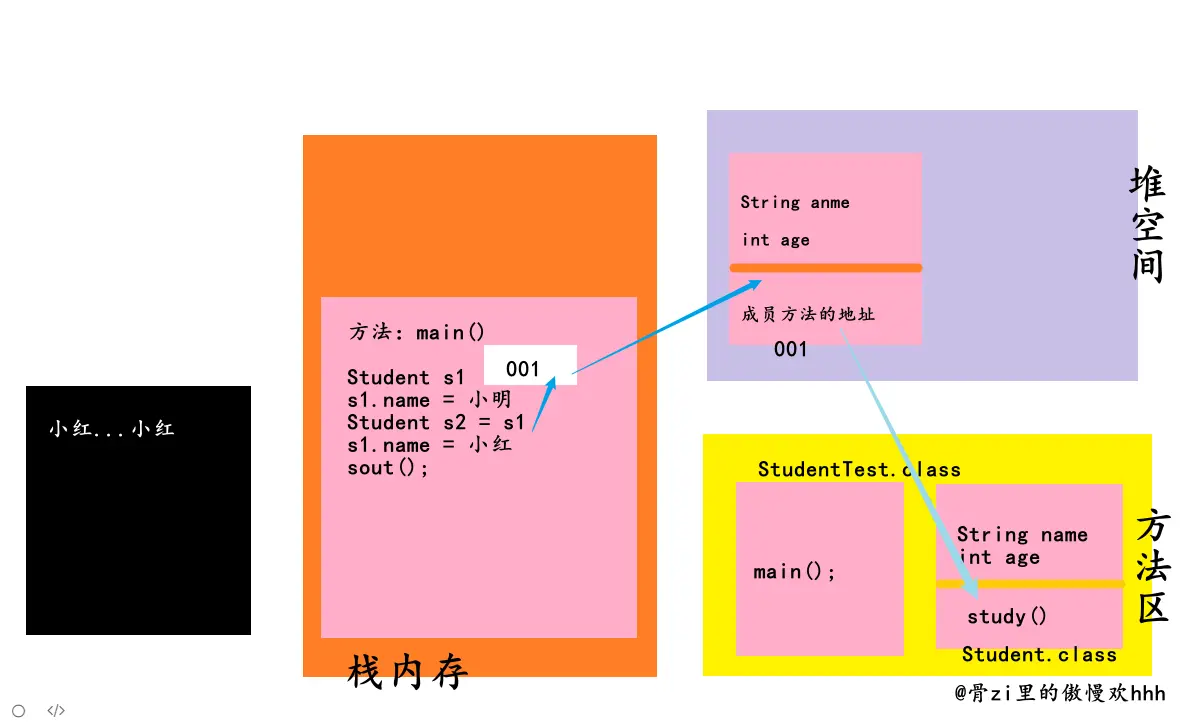 小红...小红
方法：main()
001
Student s1
s1.name = 小明
Student s2 = s1
s1.name = 小红
sout();
栈内存
String anme
int age
成员方法的地址
001
堆空间
StudentTest.class
main();
String name
int age
study()
Student.class
方法区
@骨zi里的傲慢欢hhh
</>